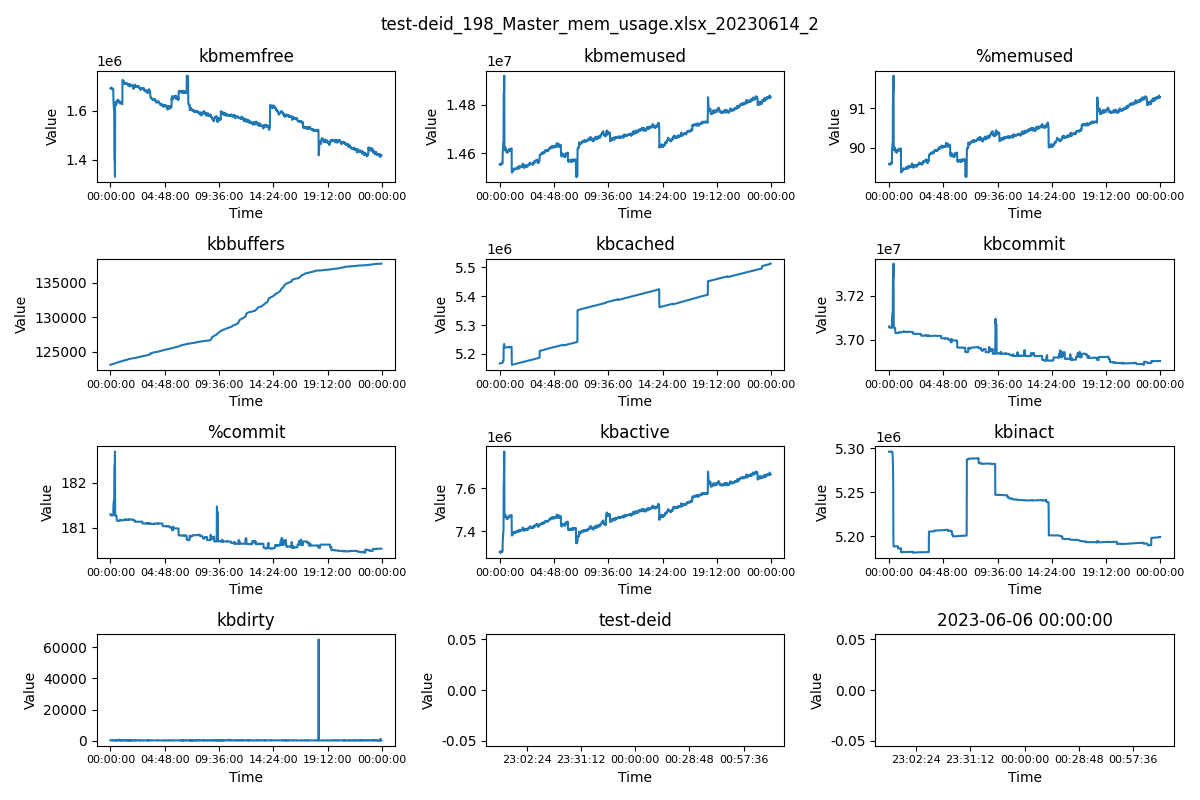 test-deid_198_Master_mem_usage.xlsx_20230614_2
kbmemfree
1e6
Value
1.6
1.4
00:00:00 04:48:00 09:36:00 14:24:00 19:12:00 00:00:00
Time
kbmemused
1e7
Value
1.48
1.46
00:00:00 04:48:00 09:36:00 14:24:00 19:12:00 00:00:00
Time
%memused
Value
91
90
00:00:00 04:48:00 09:36:00 14:24:00 19:12:00 00:00:00
Time
kbbuffers
Value
135000
130000
125000
00:00:00 04:48:00 09:36:00 14:24:00 19:12:00 00:00:00
Time
kbcached
1e6
Value
5.5
5.4
5.3
5.2
00:00:00 04:48:00 09:36:00 14:24:00 19:12:00 00:00:00
Time
kbcommit
1e7
Value
3.72
3.70
00:00:00 04:48:00 09:36:00 14:24:00 19:12:00 00:00:00
Time
%commit
Value
182
181
00:00:00 04:48:00 09:36:00 14:24:00 19:12:00 00:00:00
Time
kbactive
1e6
Value
7.6
7.4
00:00:00 04:48:00 09:36:00 14:24:00 19:12:00 00:00:00
Time
kbinact
1e6
Value
5.30
5.25
5.20
00:00:00 04:48:00 09:36:00 14:24:00 19:12:00 00:00:00
Time
kbdirty
Value
60000
40000
20000
0
00:00:00 04:48:00 09:36:00 14:24:00 19:12:00 00:00:00
Time
test-deid
Value
0.05
0.00
-0.05
23:02:24 23:31:12 00:00:00 00:28:48 00:57:36
Time
2023-06-06 00:00:00
Value
0.05
0.00
-0.05
23:02:24 23:31:12 00:00:00 00:28:48 00:57:36
Time